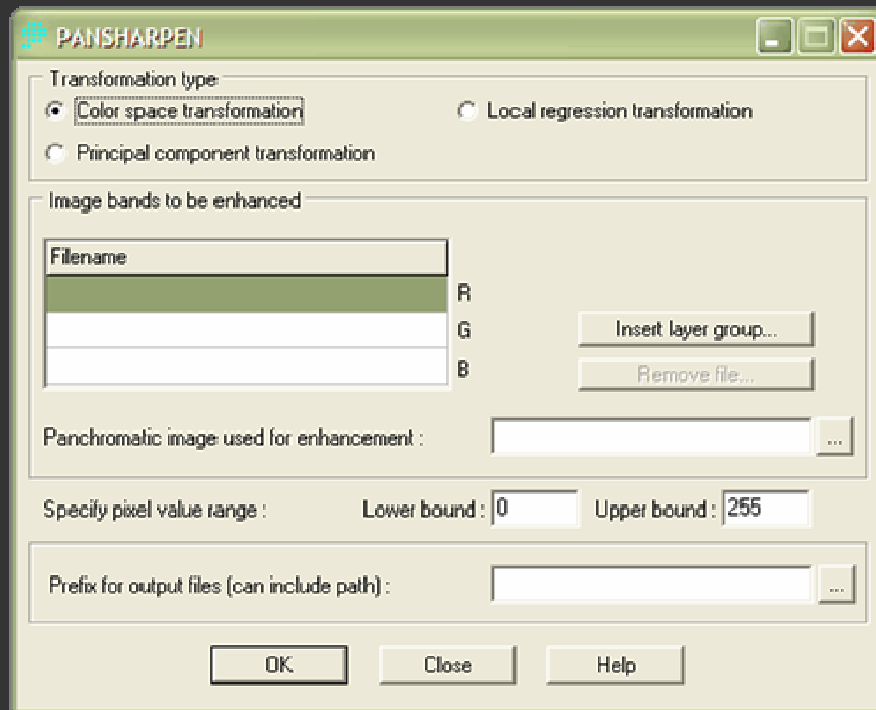 PANSHARPEN
Transformation type
Color space transformation
Local regression transformation
Principal component transformation
Image bands to be enhanced
Filename
R
G
B
Insert layer group...
Remove file...
Panchromatic image used for enhancement :
...
Specify pixel value range :
Lower bound : 0
Upper bound : 255
Prefix for output files (can include path) :
...
OK
Close
Help